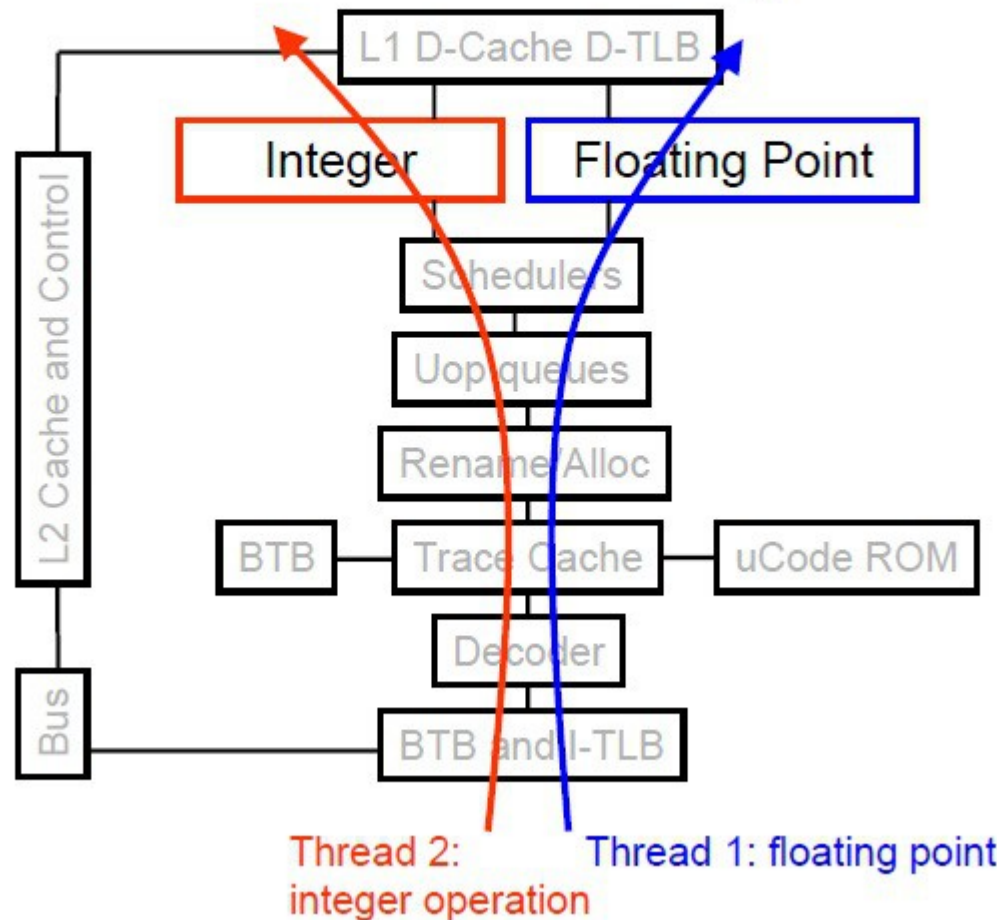 L1 D-Cache D-TLB
Integer
Floating Point
L2 Cache and Control
Schedulers
Uop queues
Rename/Alloc
BTB
Trace Cache
uCode ROM
Decoder
Bus
BTB and I-TLB
Thread 2:
integer operation
Thread 1: floating point